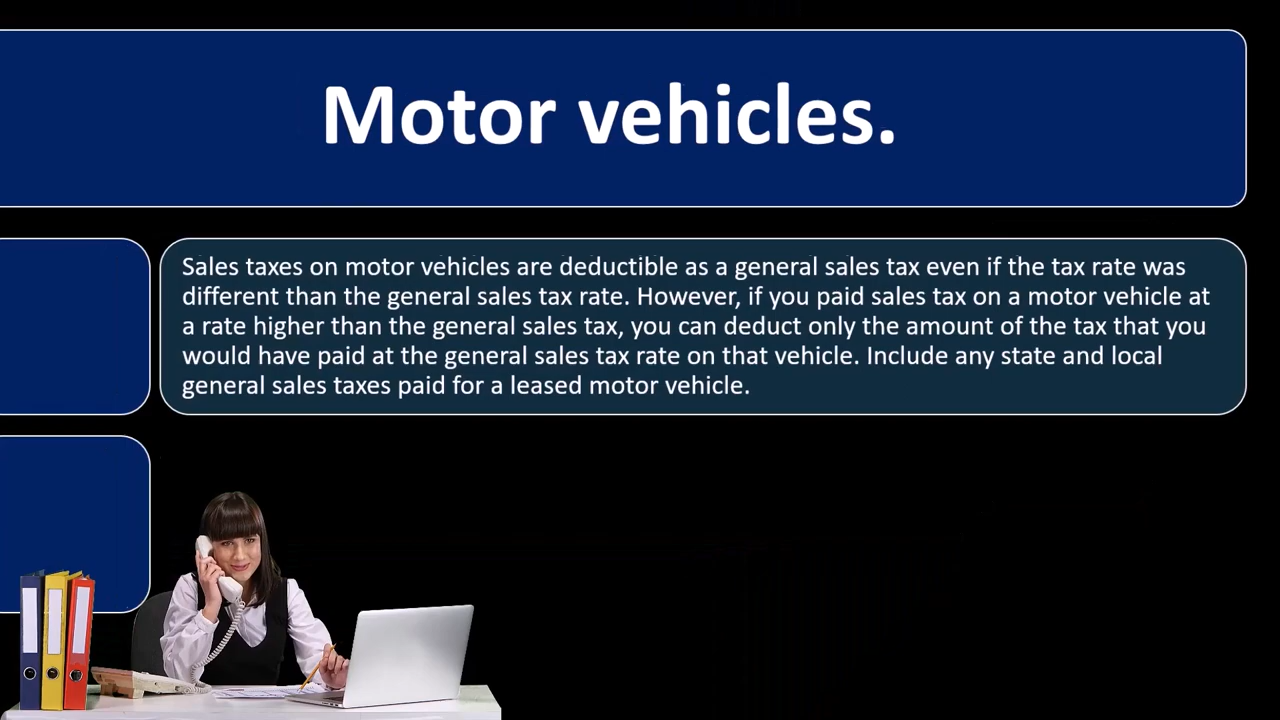 Motor vehicles.
Sales taxes on motor vehicles are deductible as a general sales tax even if the tax rate was
different than the general sales tax rate. However, if you paid sales tax on a motor vehicle at
a rate higher than the general sales tax, you can deduct only the amount of the tax that you
would have paid at the general sales tax rate on that vehicle. Include any state and local
general sales taxes paid for a leased motor vehicle.